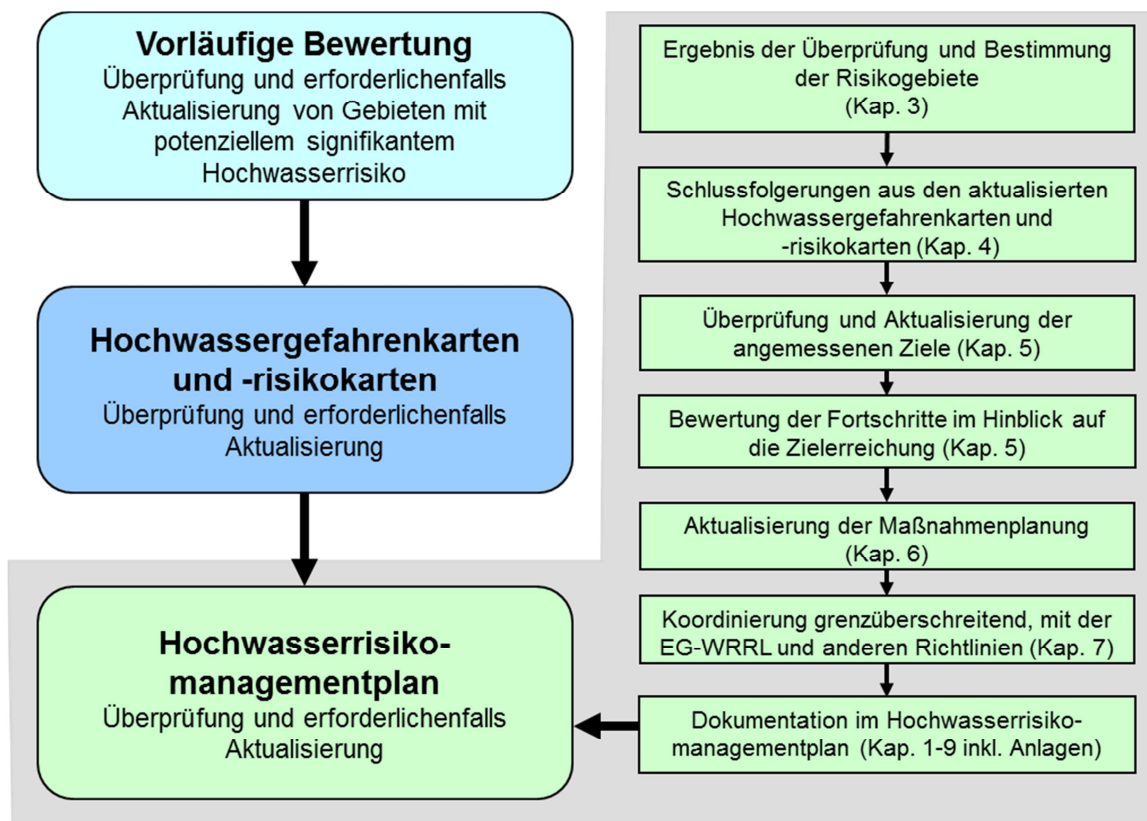 Vorläufige Bewertung
Überprüfung und erforderlichenfalls
Aktualisierung von Gebieten mit
potenziellem signifikantem
Hochwasserrisiko
Hochwassergefahrenkarten
und -risikokarten
Überprüfung und erforderlichenfalls
Aktualisierung
Hochwasserrisiko-
managementplan
Überprüfung und erforderlichenfalls
Aktualisierung
Ergebnis der Überprüfung und Bestimmung
der Risikogebiete
(Kap. 3)
Schlussfolgerungen aus den aktualisierten
Hochwassergefahrenkarten und
-risikokarten (Kap. 4)
Überprüfung und Aktualisierung der
angemessenen Ziele (Kap. 5)
Bewertung der Fortschritte im Hinblick auf
die Zielerreichung (Kap. 5)
Aktualisierung der Maßnahmenplanung
(Kap. 6)
Koordinierung grenzüberschreitend, mit der
EG-WRRL und anderen Richtlinien (Kap. 7)
Dokumentation im Hochwasserrisiko-
managementplan (Kap. 1-9 inkl. Anlagen)